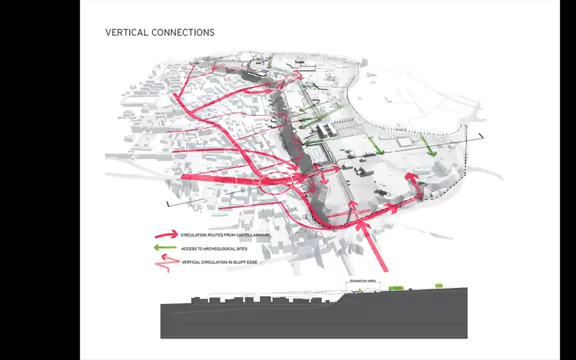 VERTICAL CONNECTIONS
CIRCULATION ROUTES FROM CASTELLAMMARE
ACCESS TO ARCHEOLOGICAL SITES
VERTICAL CIRCULATION IN BLUFF EDGE
EXCAVATION AREA